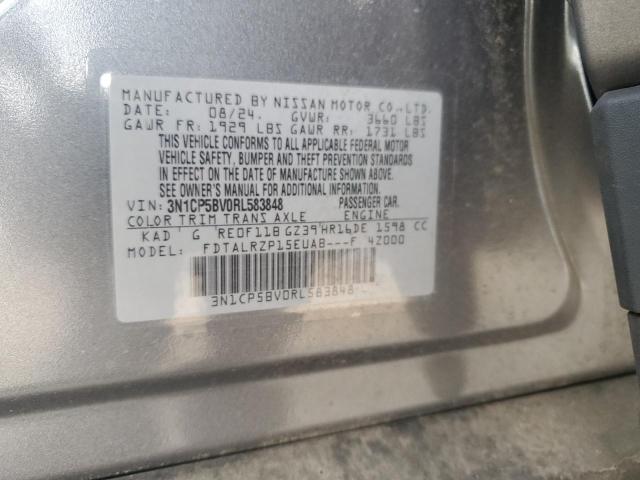 MANUFACTURED BY NISSAN MOTOR CO.,LTD.
DATE: 08/24. GVWR: 3660 LBS
GAWR FR: 1929 LBS GAWR RR: 1731 LBS
THIS VEHICLE CONFORMS TO ALL APPLICABLE FEDERAL MOTOR
VEHICLE SAFETY, BUMPER AND THEFT PREVENTION STANDARDS
IN EFFECT ON THE DATE OF MANUFACTURE SHOWN ABOVE.
SEE OWNER'S MANUAL FOR ADDITIONAL INFORMATION.
VIN: 3N1CP5BV0RL583848 PASSENGER CAR.
COLOR TRIM TRANS AXLE ENGINE
KAD G RE0F11B GZ39 HR16DE 1598 CC
MODEL: FDTALRZP15EUAB---F 4Z000
3N1CP5BV0RL583848